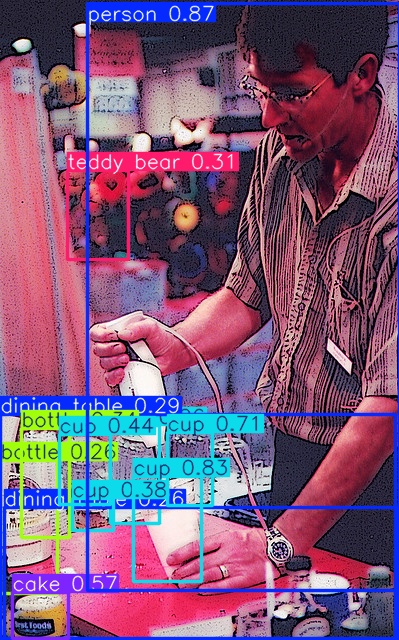 person 0.87
teddy bear 0.31
dining table 0.29
cup 0.44
cup 0.71
bottle 0.26
cup 0.83
cup 0.38
cake 0.57
Best foods